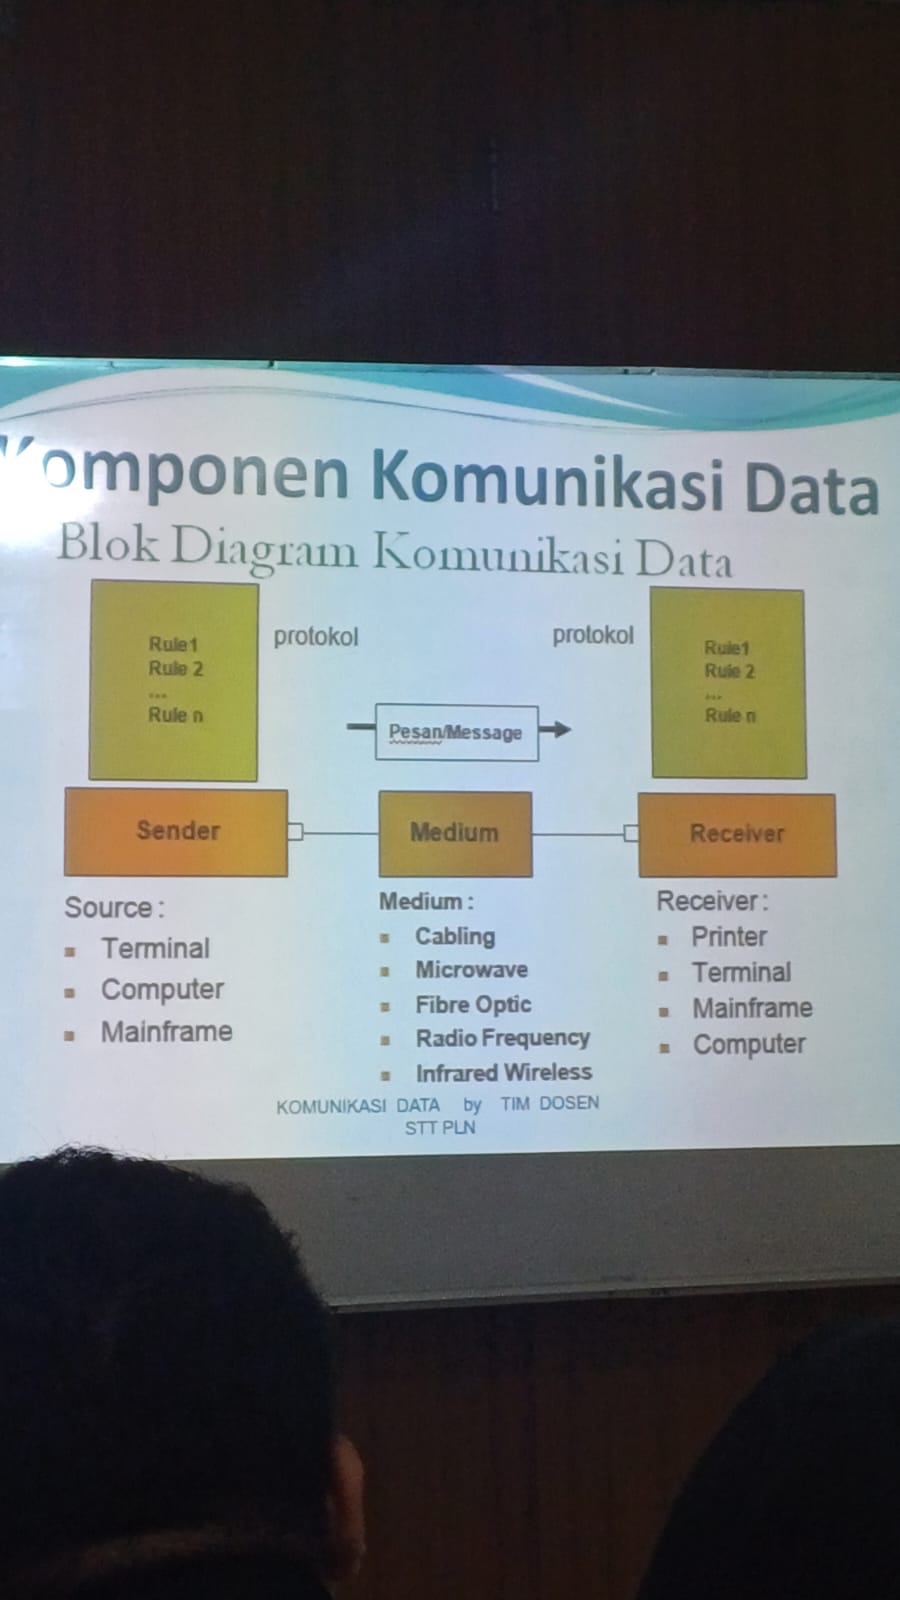 Komponen Komunikasi Data
Blok Diagram Komunikasi Data
Rule1
Rule 2
...
Rule n
protokol
protokol
Rule1
Rule 2
...
Rule n
Pesan/Message
Sender
Medium
Receiver
Source :
Terminal
Computer
Mainframe
Medium :
Cabling
Microwave
Fibre Optic
Radio Frequency
Infrared Wireless
Receiver :
Printer
Terminal
Mainframe
Computer
KOMUNIKASI DATA by TIM DOSEN
STT PLN